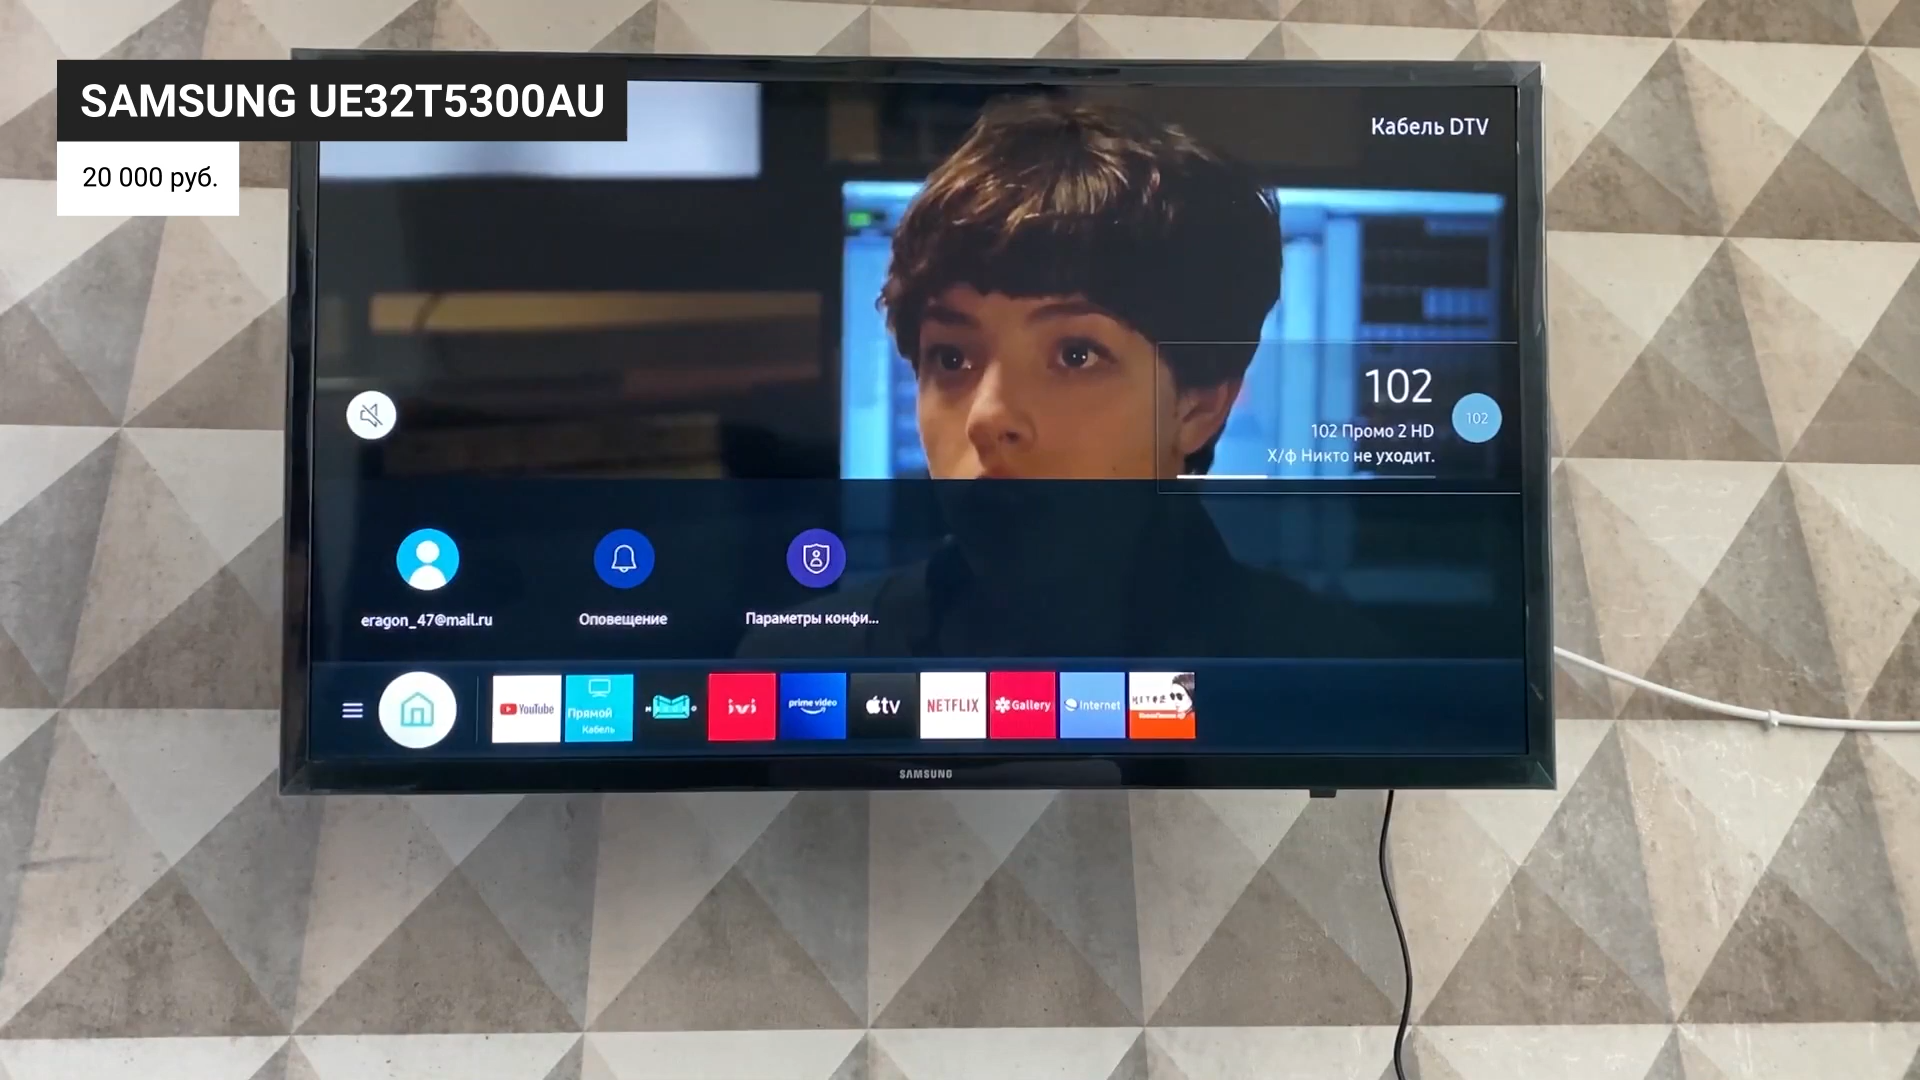 SAMSUNG UE32T5300AU
20 000 руб.
Кабель DTV
102
102
102 Промо 2 HD
Х/ф Никто не уходит.
eragon_47@mail.ru
Оповещение
Параметры конфи...
YouTube
Прямой
Кабель
ivi
prime video
tv
NETFLIX
Gallery
Internet
SAMSUNG